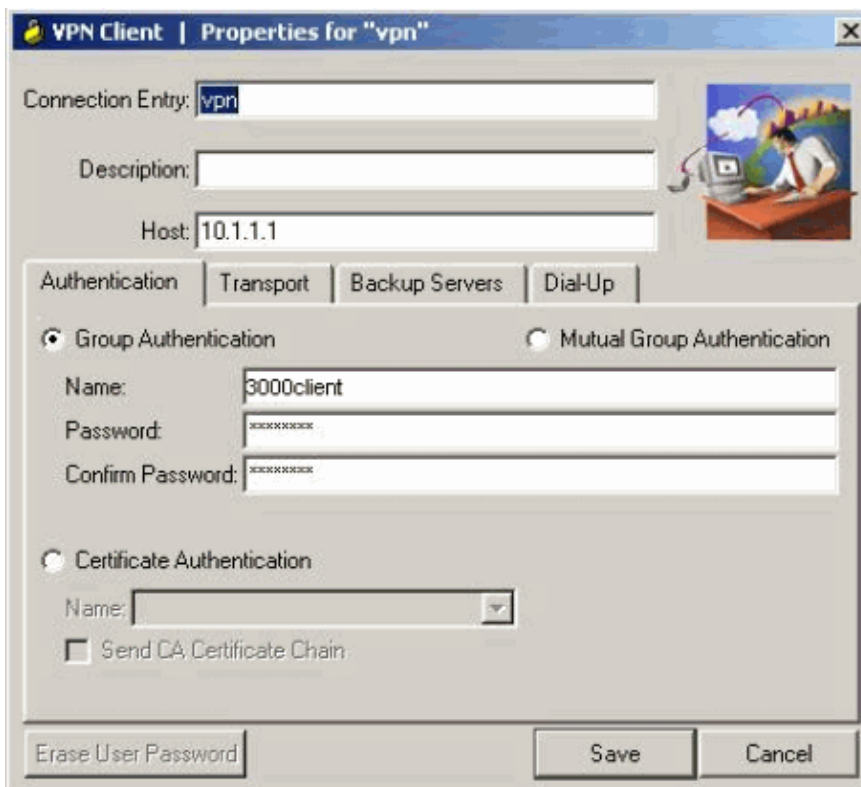 VPN Client | Properties for "vpn"
Connection Entry: vpn
Description:
Host: 10.1.1.1
Authentication Transport Backup Servers Dial-Up
Group Authentication Mutual Group Authentication
Name: 3000client
Password: ********
Confirm Password: ********
Certificate Authentication
Name:
Send CA Certificate Chain
Erase User Password Save Cancel